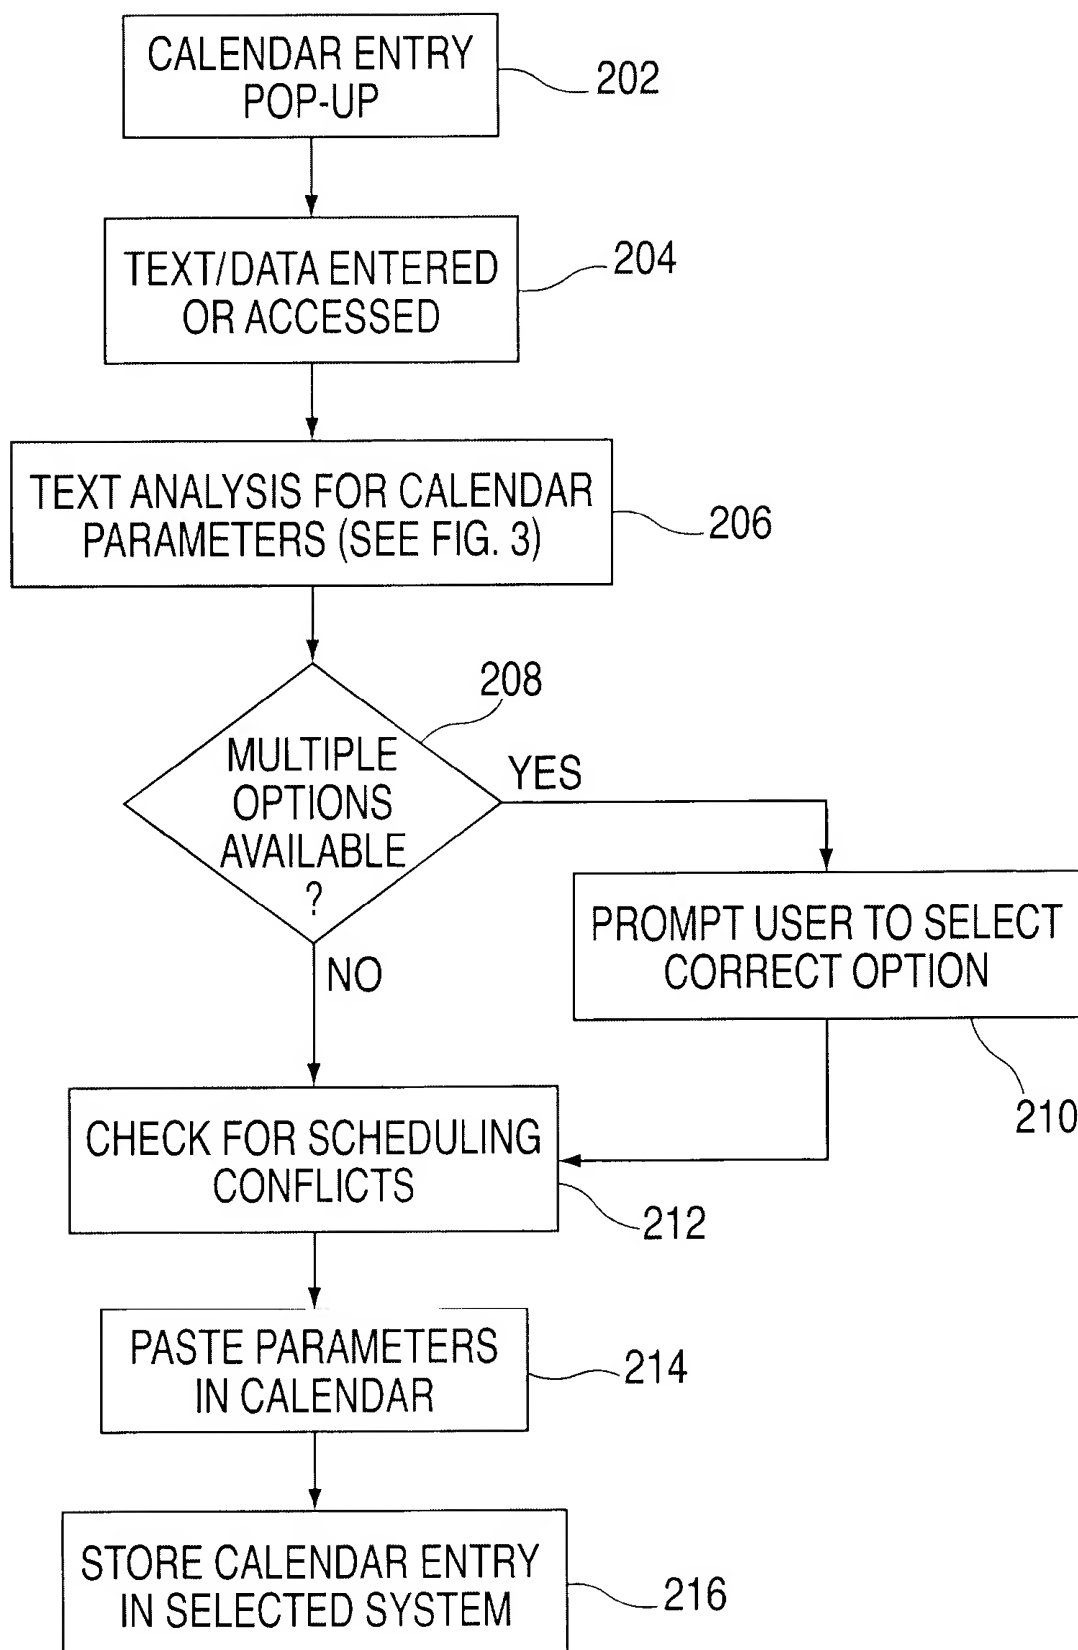 CALENDAR ENTRY
POP-UP
202
TEXT/DATA ENTERED
OR ACCESSED
204
TEXT ANALYSIS FOR CALENDAR
PARAMETERS (SEE FIG. 3)
206
208
MULTIPLE
OPTIONS
AVAILABLE
?
YES
PROMPT USER TO SELECT
CORRECT OPTION
210
NO
CHECK FOR SCHEDULING
CONFLICTS
212
PASTE PARAMETERS
IN CALENDAR
214
STORE CALENDAR ENTRY
IN SELECTED SYSTEM
216